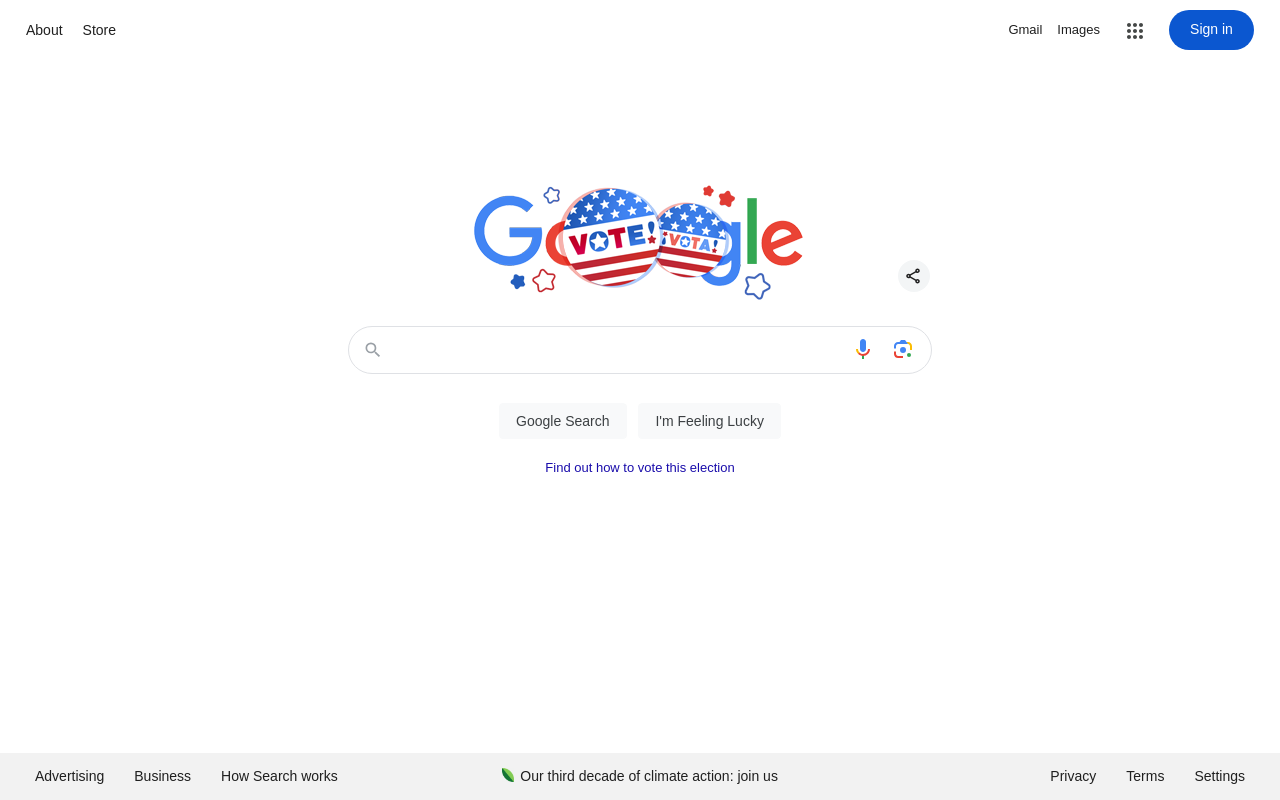 About
Store
Gmail
Images
Sign in
Google
VOTE!
¡VOTA!
Google Search
I'm Feeling Lucky
Find out how to vote this election
Advertising
Business
How Search works
Our third decade of climate action: join us
Privacy
Terms
Settings